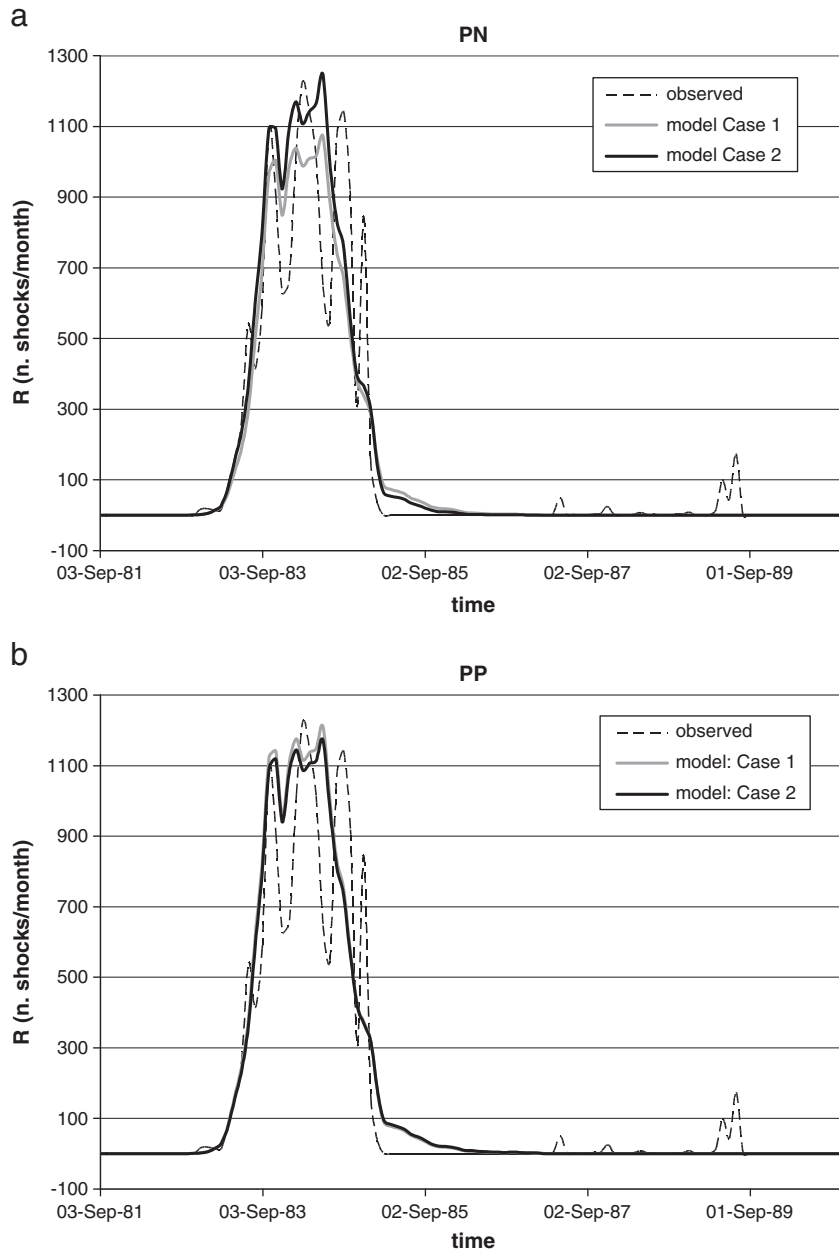 a
PN
1300
1100
900
700
500
300
100
-100
R (n. shocks/month)
observed
model Case 1
model Case 2
03-Sep-81
03-Sep-83
02-Sep-85
02-Sep-87
01-Sep-89
time
b
PP
1300
1100
900
700
500
300
100
-100
R (n. shocks/month)
observed
model: Case 1
model: Case 2
03-Sep-81
03-Sep-83
02-Sep-85
02-Sep-87
01-Sep-89
time